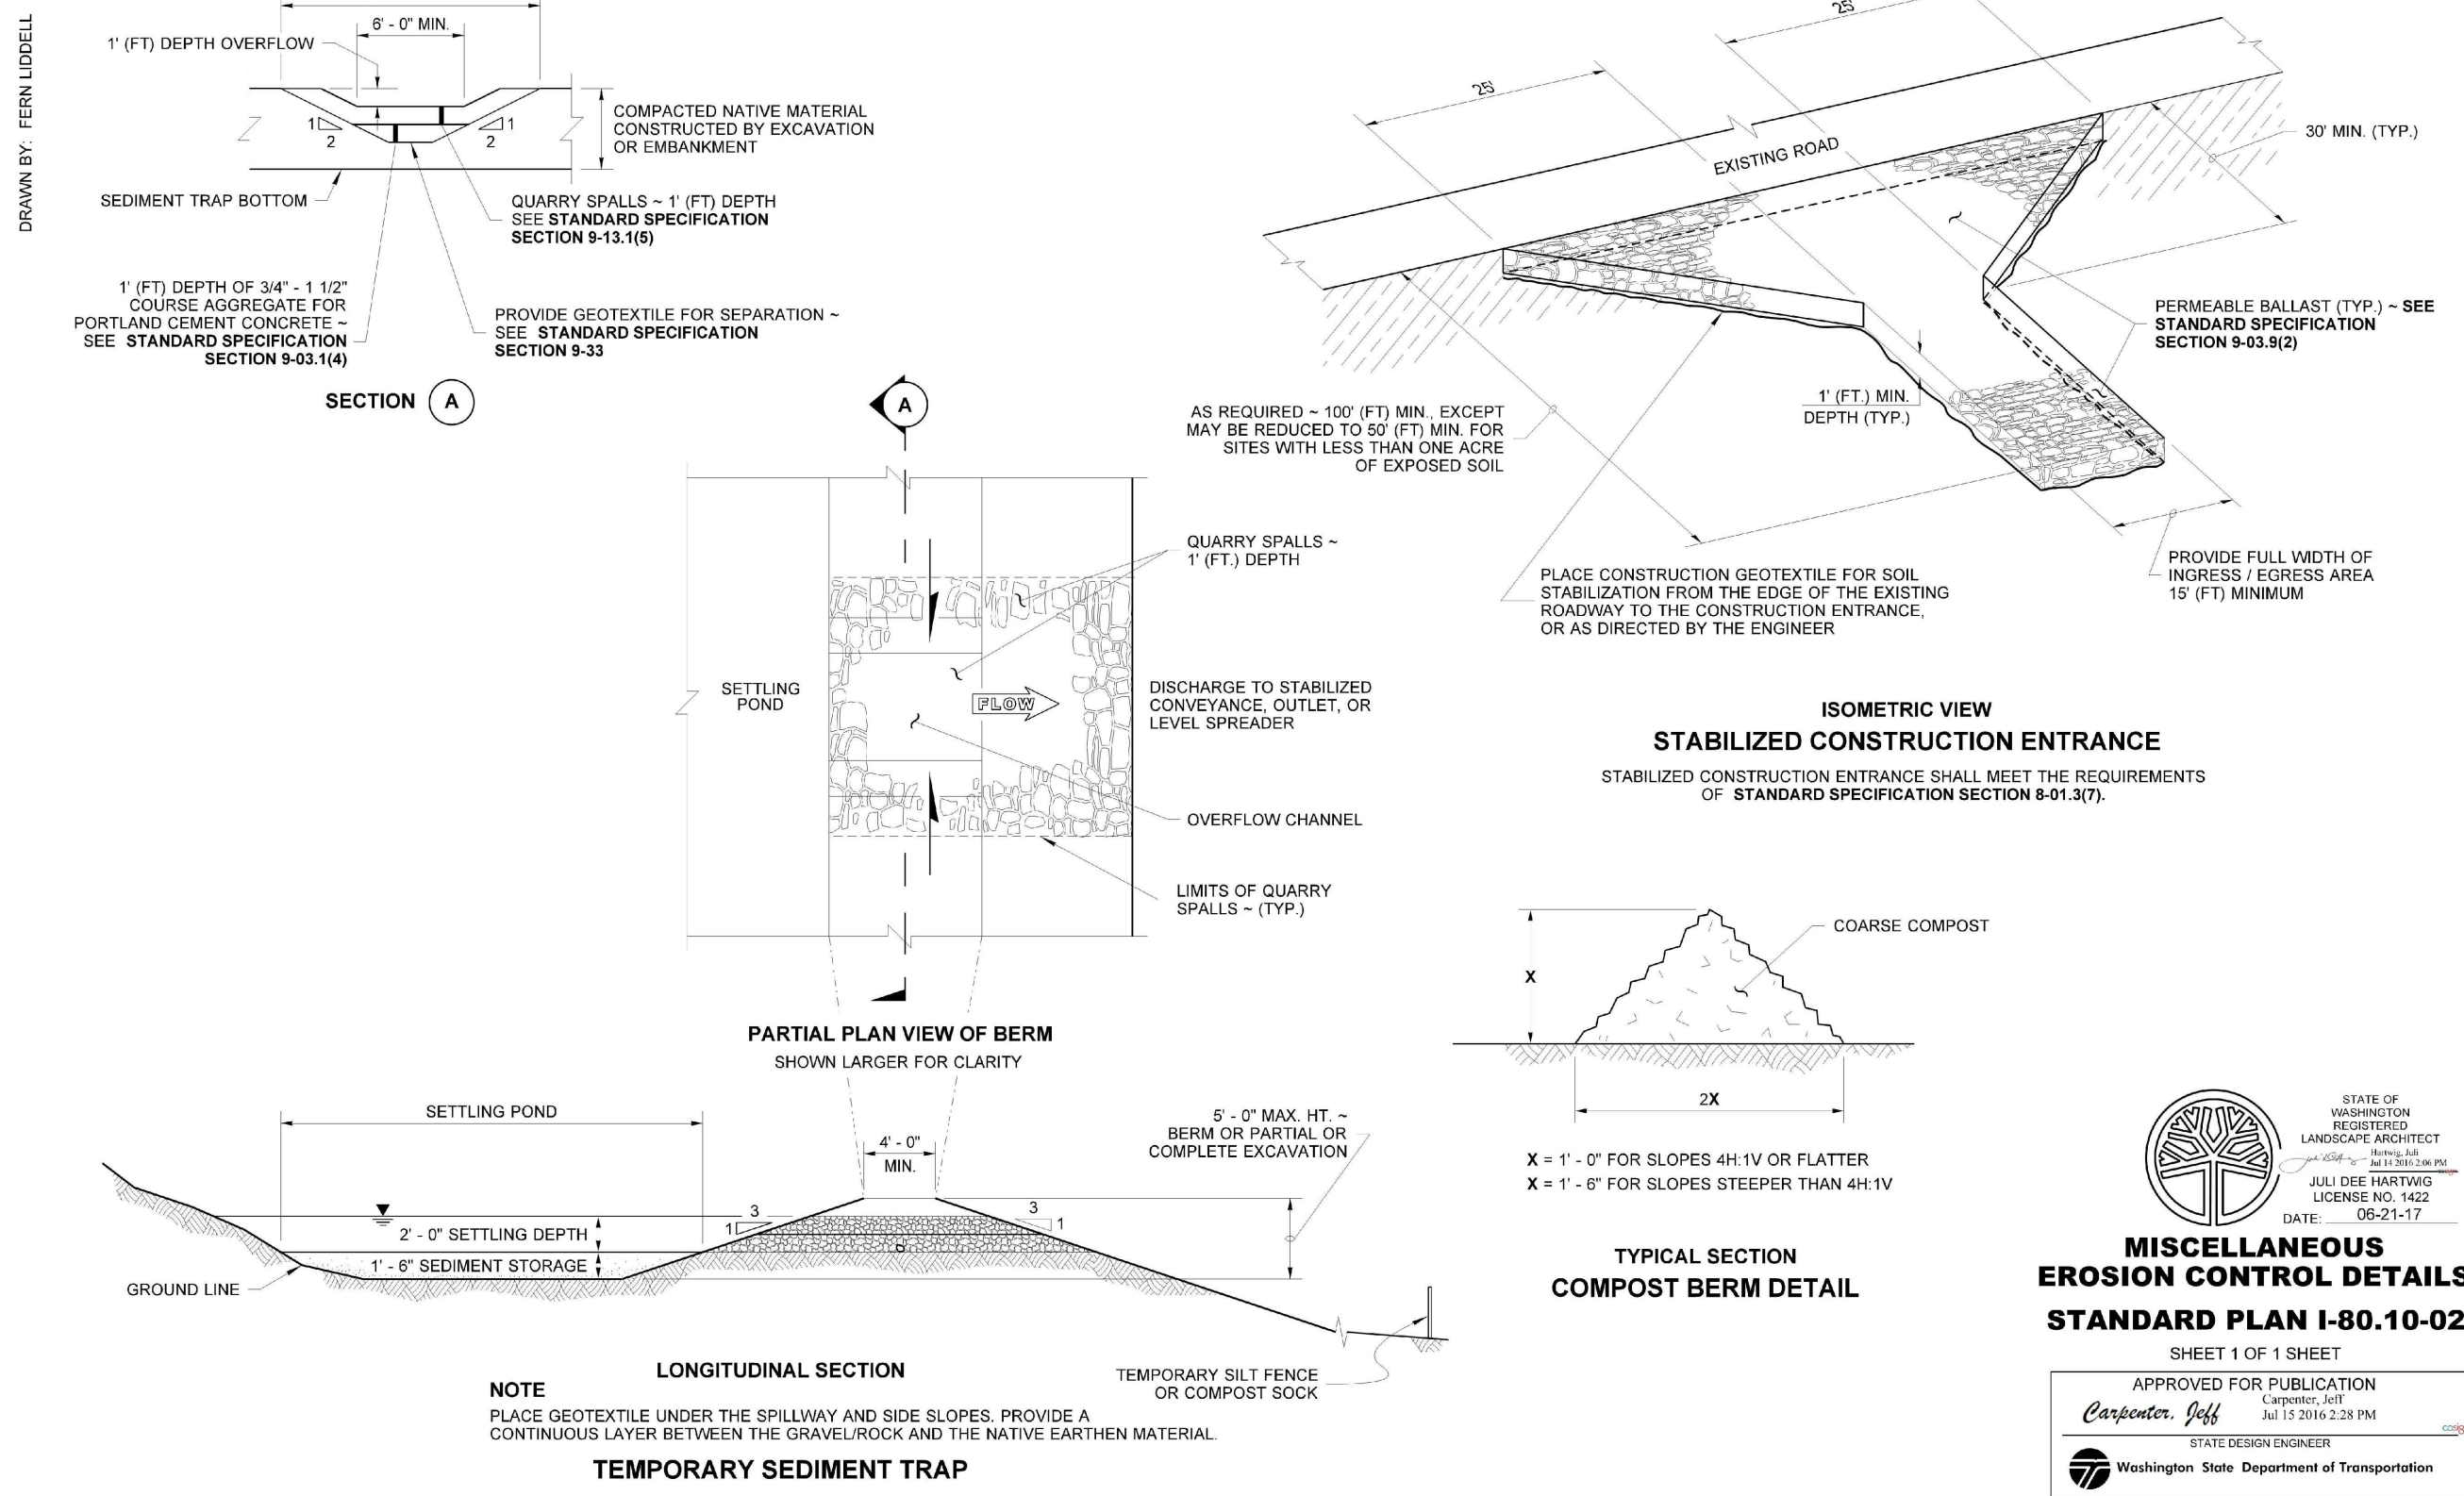 DRAWN BY: FERN LIDDELL
6' - 0" MIN.
1' (FT) DEPTH OVERFLOW
1
2
1
2
COMPACTED NATIVE MATERIAL
CONSTRUCTED BY EXCAVATION
OR EMBANKMENT
SEDIMENT TRAP BOTTOM
QUARRY SPALLS ~ 1' (FT) DEPTH
SEE STANDARD SPECIFICATION
SECTION 9-13.1(5)
1' (FT) DEPTH OF 3/4" - 1 1/2"
COURSE AGGREGATE FOR
PORTLAND CEMENT CONCRETE ~
SEE STANDARD SPECIFICATION
SECTION 9-03.1(4)
PROVIDE GEOTEXTILE FOR SEPARATION ~
SEE STANDARD SPECIFICATION
SECTION 9-33
SECTION A
25'
25'
EXISTING ROAD
30' MIN. (TYP.)
PERMEABLE BALLAST (TYP.) ~ SEE
STANDARD SPECIFICATION
SECTION 9-03.9(2)
1' (FT.) MIN.
DEPTH (TYP.)
AS REQUIRED ~ 100' (FT) MIN., EXCEPT
MAY BE REDUCED TO 50' (FT) MIN. FOR
SITES WITH LESS THAN ONE ACRE
OF EXPOSED SOIL
PLACE CONSTRUCTION GEOTEXTILE FOR SOIL
STABILIZATION FROM THE EDGE OF THE EXISTING
ROADWAY TO THE CONSTRUCTION ENTRANCE,
OR AS DIRECTED BY THE ENGINEER
PROVIDE FULL WIDTH OF
INGRESS / EGRESS AREA
15' (FT) MINIMUM
ISOMETRIC VIEW
STABILIZED CONSTRUCTION ENTRANCE
STABILIZED CONSTRUCTION ENTRANCE SHALL MEET THE REQUIREMENTS
OF STANDARD SPECIFICATION SECTION 8-01.3(7).
A
QUARRY SPALLS ~
1' (FT.) DEPTH
SETTLING
POND
FLOW
DISCHARGE TO STABILIZED
CONVEYANCE, OUTLET, OR
LEVEL SPREADER
OVERFLOW CHANNEL
LIMITS OF QUARRY
SPALLS ~ (TYP.)
PARTIAL PLAN VIEW OF BERM
SHOWN LARGER FOR CLARITY
SETTLING POND
4' - 0"
MIN.
5' - 0" MAX. HT. ~
BERM OR PARTIAL OR
COMPLETE EXCAVATION
3
1
3
1
2' - 0" SETTLING DEPTH
1' - 6" SEDIMENT STORAGE
GROUND LINE
TEMPORARY SILT FENCE
OR COMPOST SOCK
LONGITUDINAL SECTION
NOTE
PLACE GEOTEXTILE UNDER THE SPILLWAY AND SIDE SLOPES. PROVIDE A
CONTINUOUS LAYER BETWEEN THE GRAVEL/ROCK AND THE NATIVE EARTHEN MATERIAL.
TEMPORARY SEDIMENT TRAP
COARSE COMPOST
X
2X
X = 1' - 0" FOR SLOPES 4H:1V OR FLATTER
X = 1' - 6" FOR SLOPES STEEPER THAN 4H:1V
TYPICAL SECTION
COMPOST BERM DETAIL
STATE OF
WASHINGTON
REGISTERED
LANDSCAPE ARCHITECT
Hartwig, Juli
Jul 14 2016 2:06 PM
JULI DEE HARTWIG
LICENSE NO. 1422
DATE: 06-21-17
MISCELLANEOUS
EROSION CONTROL DETAILS
STANDARD PLAN I-80.10-02
SHEET 1 OF 1 SHEET
APPROVED FOR PUBLICATION
Carpenter, Jeff
Carpenter, Jeff
Jul 15 2016 2:28 PM
STATE DESIGN ENGINEER
Washington State Department of Transportation